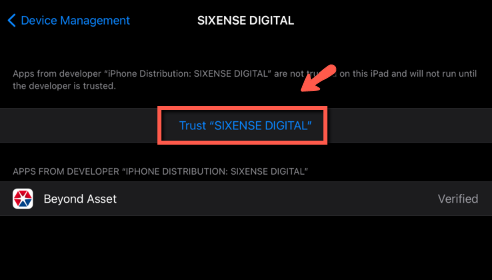 Device Management
SIXENSE DIGITAL
Apps from developer “iPhone Distribution: SIXENSE DIGITAL” are not on this iPad and will not run until
the developer is trusted.
Trust “SIXENSE DIGITAL”
APPS FROM DEVELOPER “IPHONE DISTRIBUTION: SIXENSE DIGITAL”
Beyond Asset
Verified